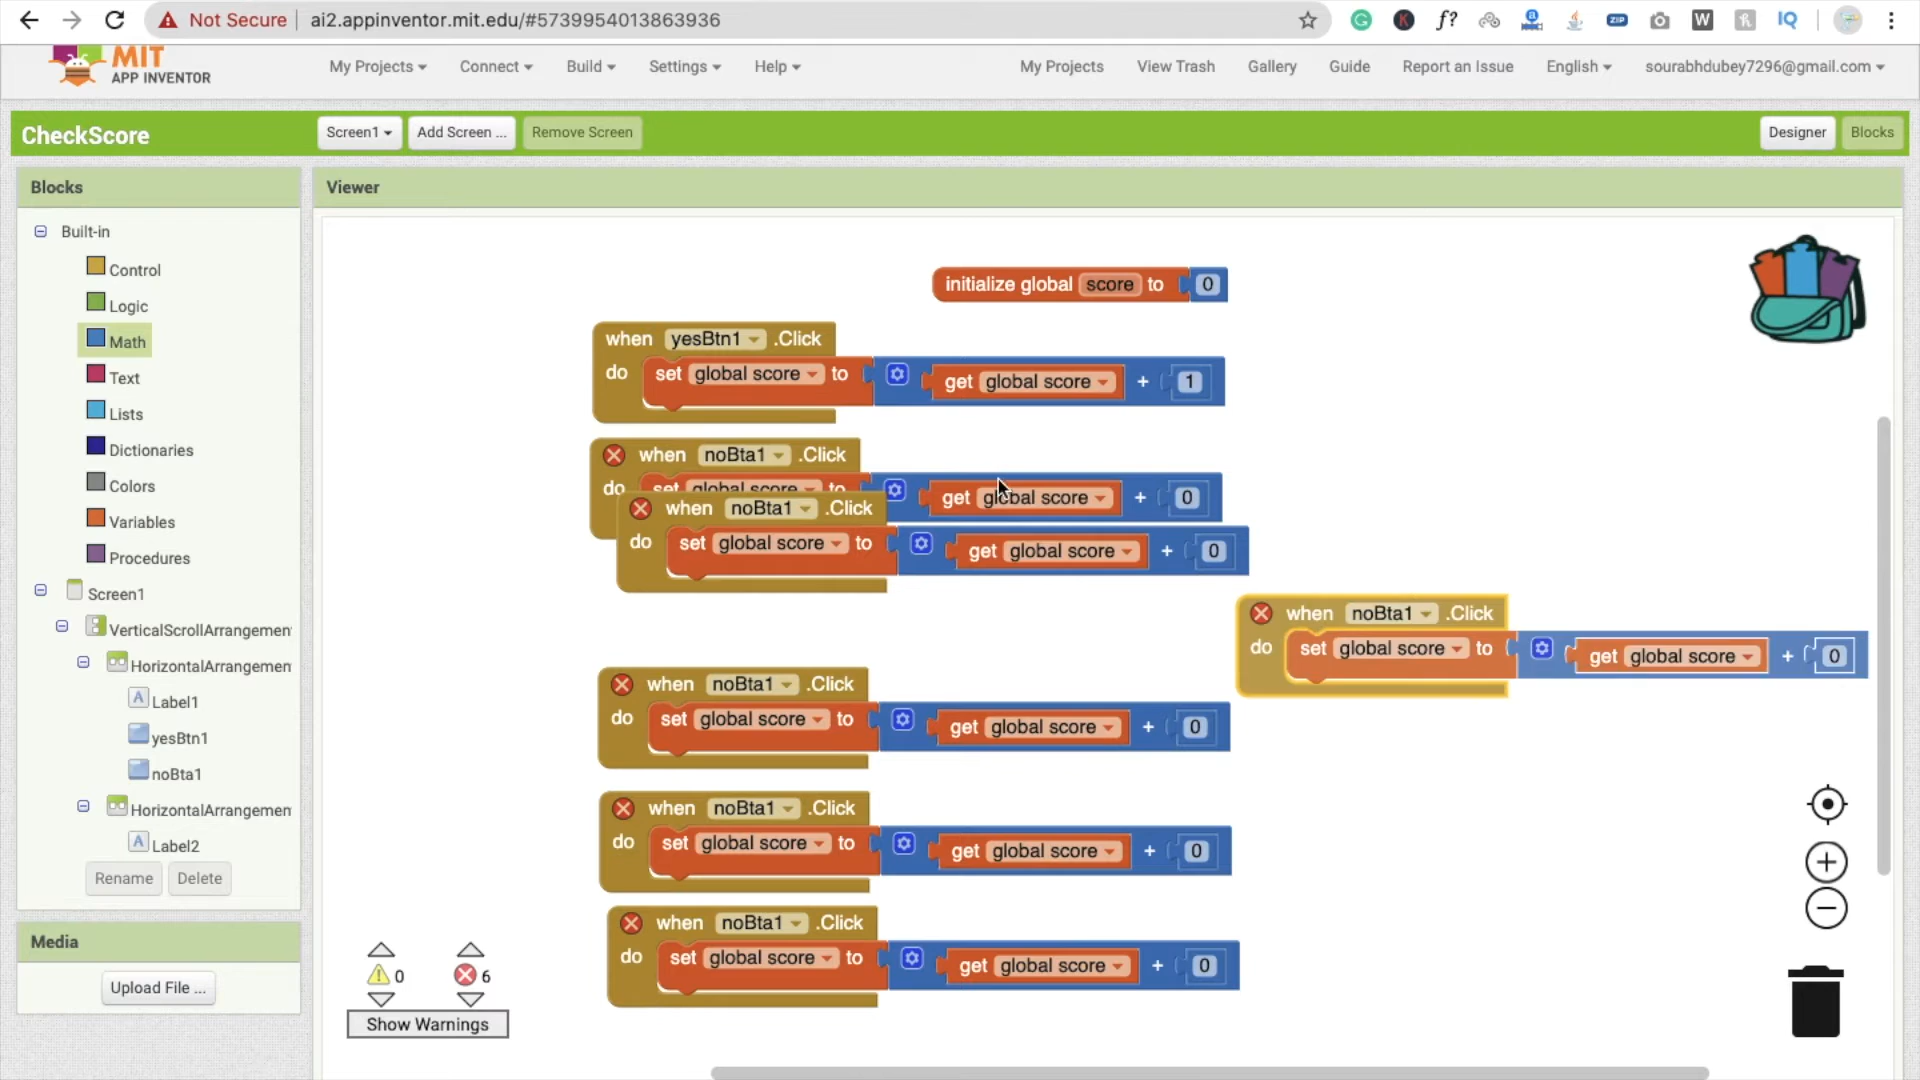 Not Secure ai2.appinventor.mit.edu/#5739954013863936
f? ZIP W IQ
MIT
APP INVENTOR
My Projects Connect Build Settings Help My Projects View Trash Gallery Guide Report an Issue English sourabhdubey7296@gmail.com
CheckScore Screen1 Add Screen ... Remove Screen Designer Blocks
Blocks
Viewer
Built-in
Control
Logic
Math
Text
Lists
Dictionaries
Colors
Variables
Procedures
Screen1
VerticalScrollArrangemen
HorizontalArrangemen
Label1
yesBtn1
noBta1
HorizontalArrangemen
Label2
Rename Delete
Media
Upload File ...
initialize global score to 0
when yesBtn1 .Click
do set global score to get global score + 1
when noBta1 .Click
do set global score to get global score + 0
when noBta1 .Click
do set global score to get global score + 0
when noBta1 .Click
do set global score to get global score + 0
when noBta1 .Click
do set global score to get global score + 0
when noBta1 .Click
do set global score to get global score + 0
when noBta1 .Click
do set global score to get global score + 0
0 6
Show Warnings